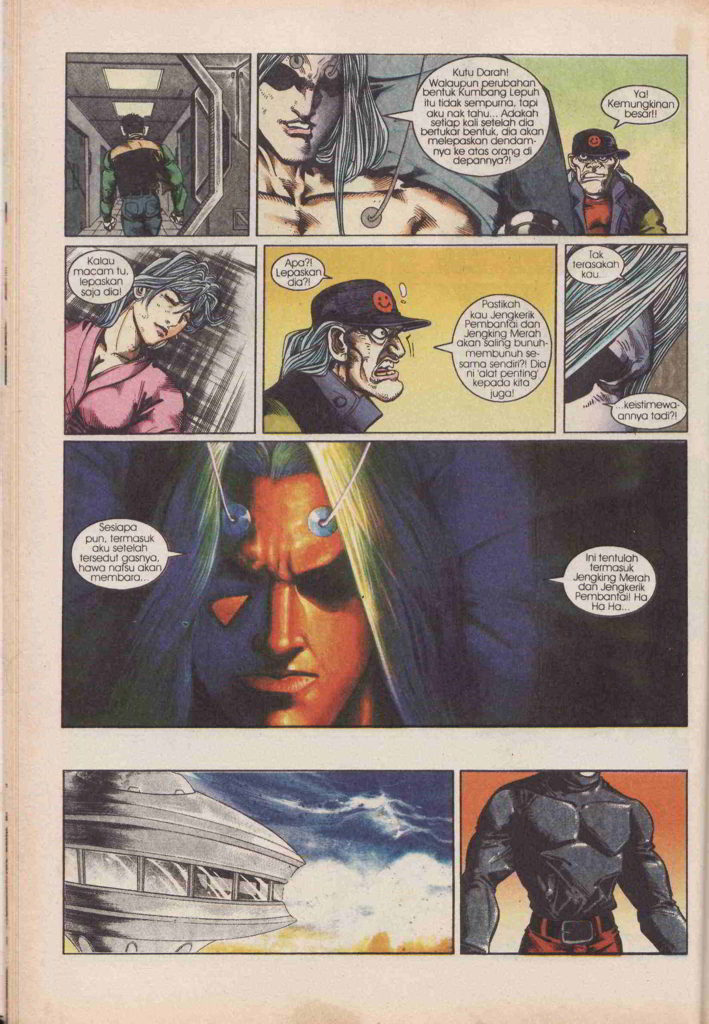 Kutu Darah!
Walaupun perubahan
bentuk Kumbang Lepuh
itu tidak sempurna, tapi
aku nak tahu... Adakah
setiap kali setelah dia
bertukar bentuk, dia akan
melepaskan dendam-
nya ke atas orang di
depannya?!
Ya!
Kemungkinan
besar!!
Kalau
macam tu,
lepaskan
saja dia!
Apa?!
Lepaskan
dia?!
!
Pastikah
kau Jengkerik
Pembantai dan
Jengking Merah
akan saling bunuh-
membunuh se-
sama sendiri?! Dia
ni 'alat penting'
kepada kita
juga!
Tak
terasakah
kau...
...keistimewa-
annya tadi?!
Sesiapa
pun, termasuk
aku setelah
tersedut gasnya,
hawa nafsu akan
membara...
Ini tentulah
termasuk
Jengking Merah
dan Jengkerik
Pembantai! Ha
Ha Ha...